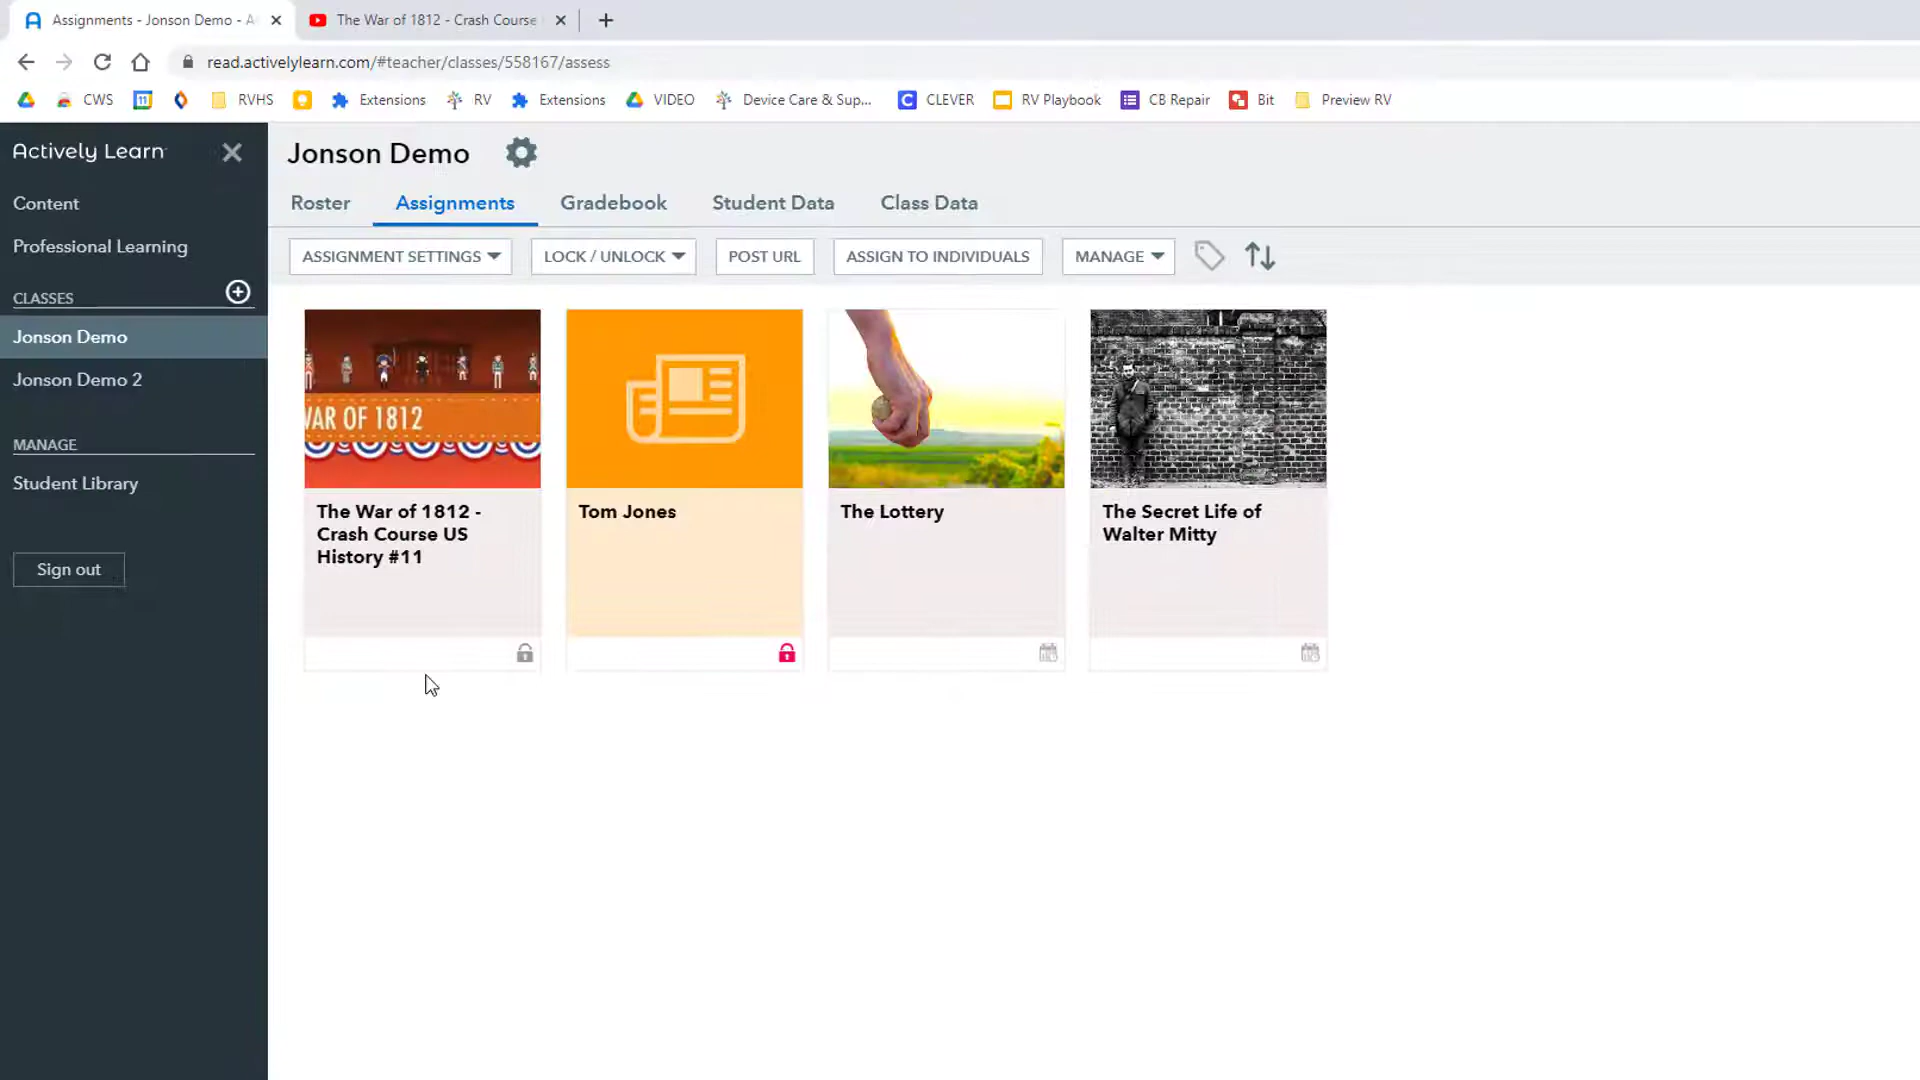 Assignments - Jonson Demo - A
The War of 1812 - Crash Course
read.activelylearn.com/#teacher/classes/558167/assess
CWS
11
RVHS
Extensions
RV
Extensions
VIDEO
Device Care & Sup...
CLEVER
RV Playbook
CB Repair
Bit
Preview RV
Actively Learn
Jonson Demo
Content
Roster
Assignments
Gradebook
Student Data
Class Data
Professional Learning
ASSIGNMENT SETTINGS
LOCK / UNLOCK
POST URL
ASSIGN TO INDIVIDUALS
MANAGE
CLASSES
Jonson Demo
Jonson Demo 2
MANAGE
Student Library
Sign out
WAR OF 1812
The War of 1812 -
Crash Course US
History #11
Tom Jones
The Lottery
The Secret Life of
Walter Mitty